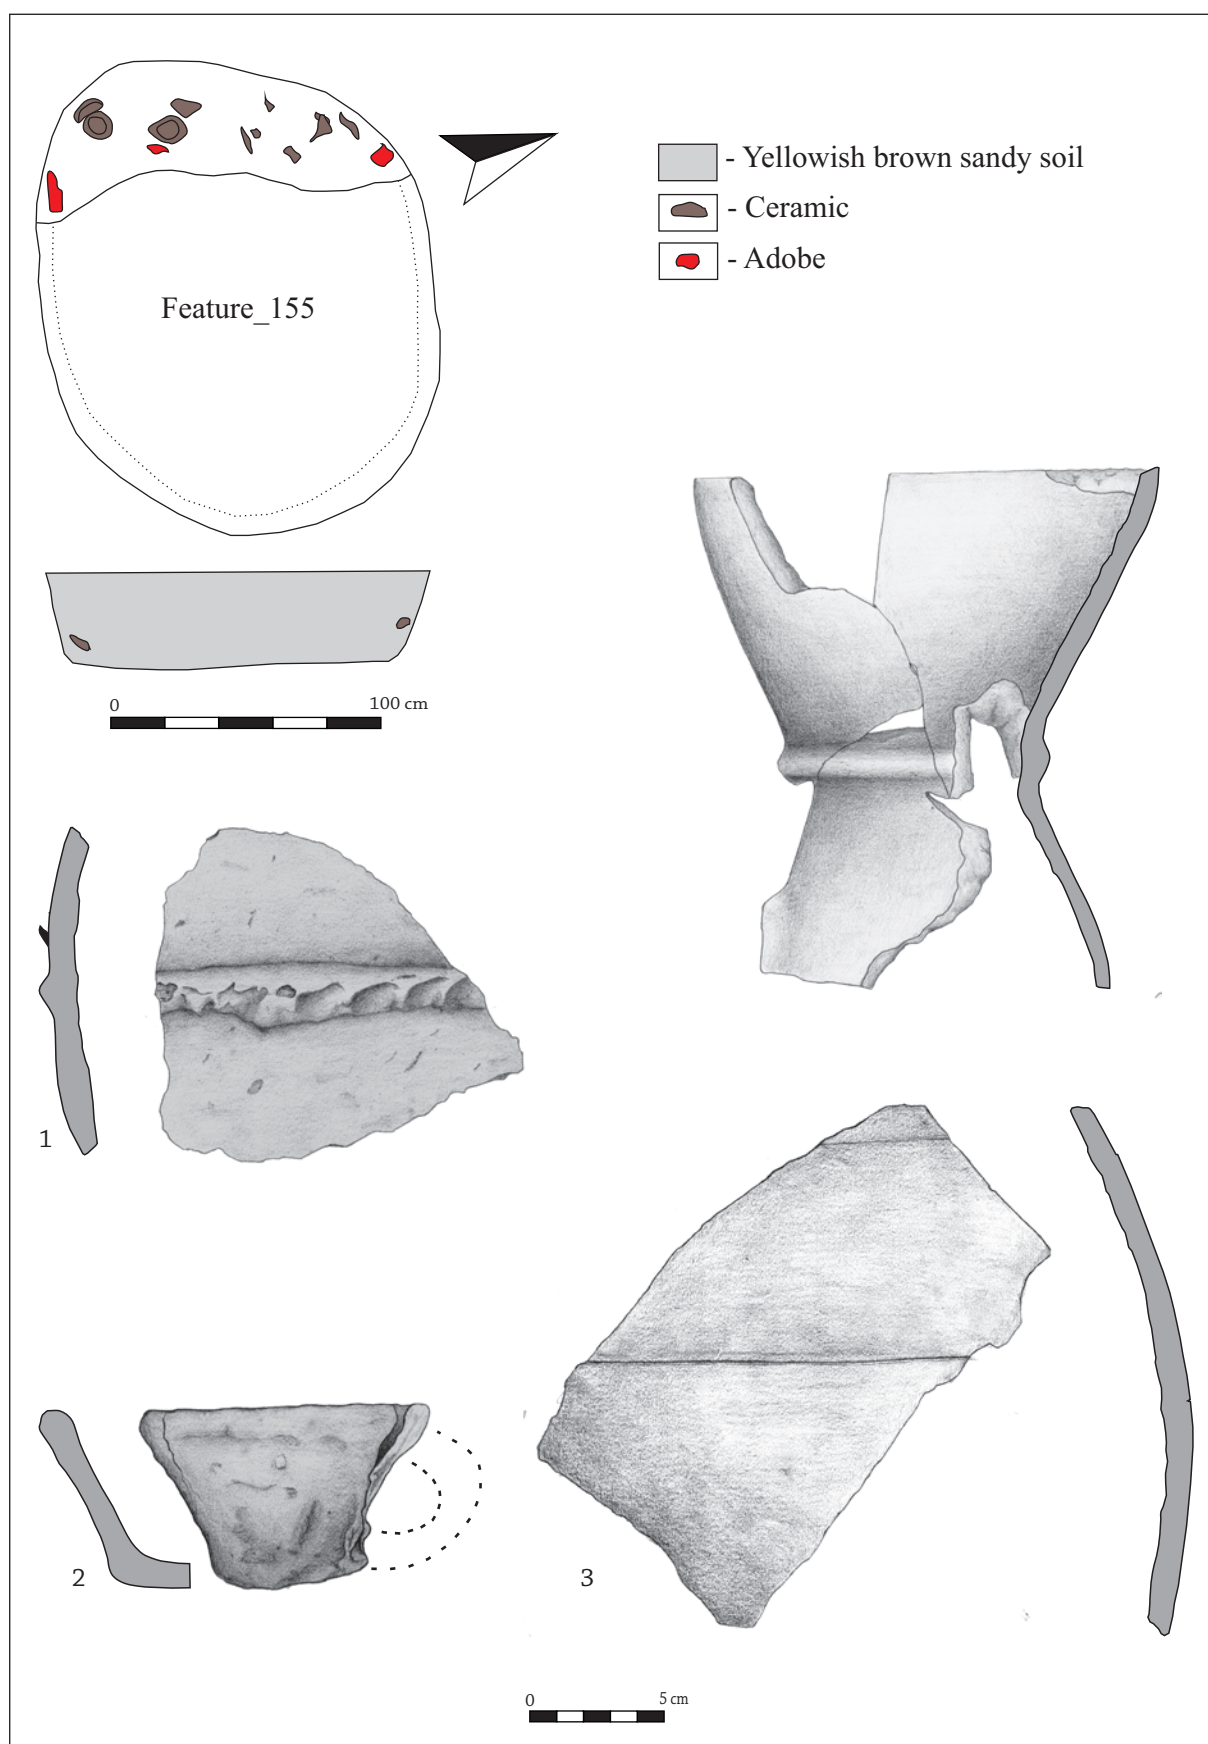 - Yellowish brown sandy soil
- Ceramic
- Adobe
Feature_155
0 100 cm
1
2
3
0 5 cm